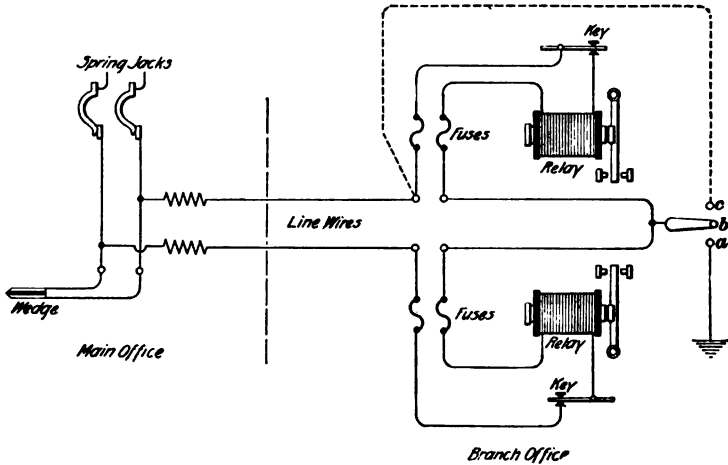 Key
Spring Jacks
Fuses
Relay
c
Line Wires
b
a
Wedge
Fuses
Relay
Main Office
Key
Branch Office